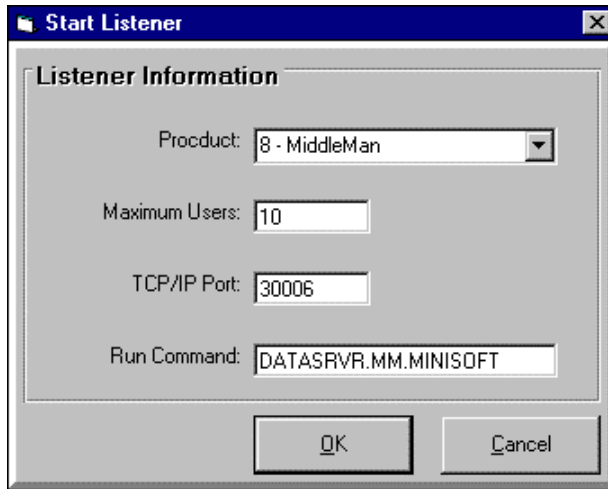 Start Listener
Listener Information
Procduct: 8 - MiddleMan
Maximum Users: 10
TCP/IP Port: 30006
Run Command: DATASRVR.MM.MINISOFT
OK Cancel